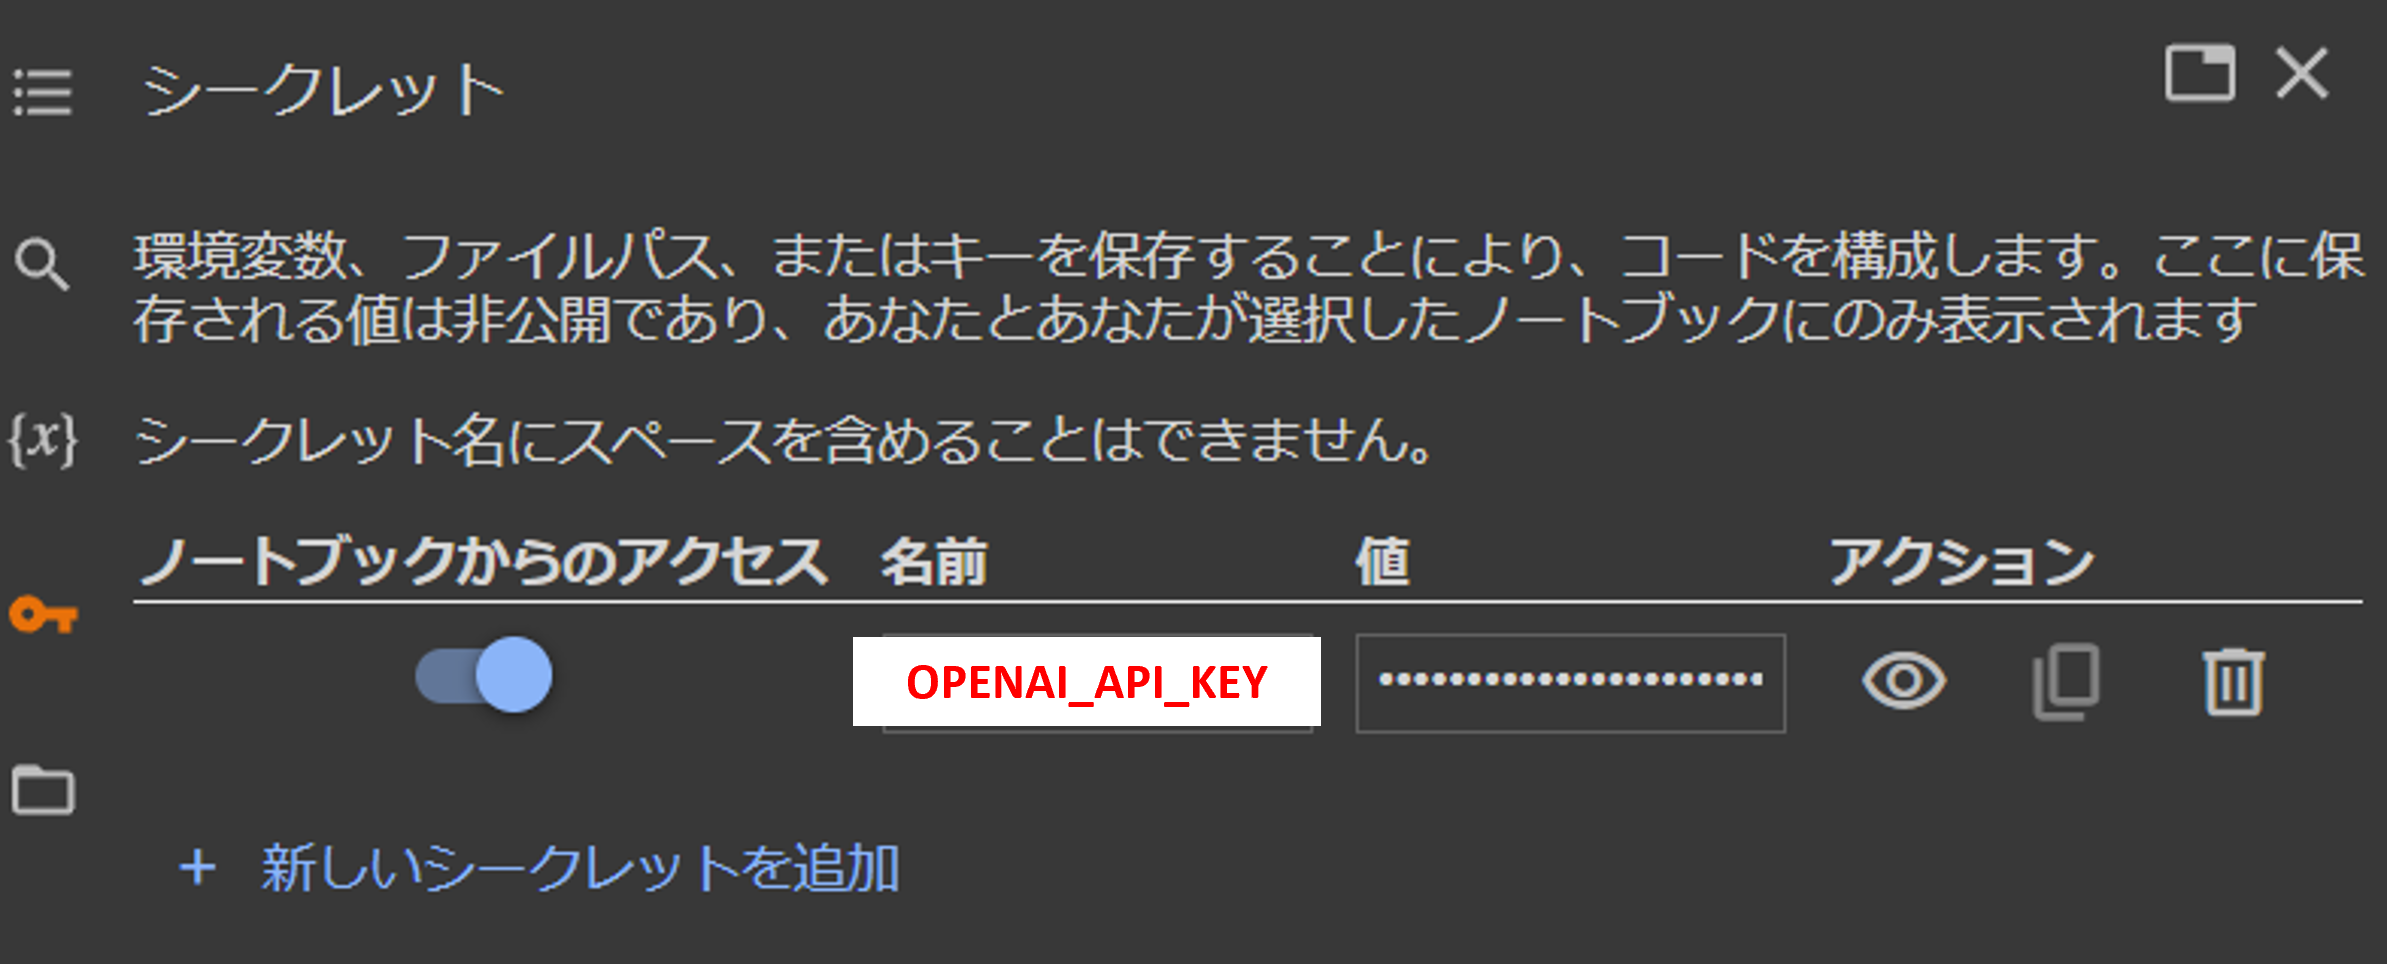 シークレット
環境変数、ファイルパス、またはキーを保存することにより、コードを構成します。ここに保
存される値は非公開であり、あなたとあなたが選択したノートブックにのみ表示されます
{x}
シークレット名にスペースを含めることはできません。
ノートブックからのアクセス 名前 値 アクション
OPENAI_API_KEY ••••••••••••••••••••••
+ 新しいシークレットを追加